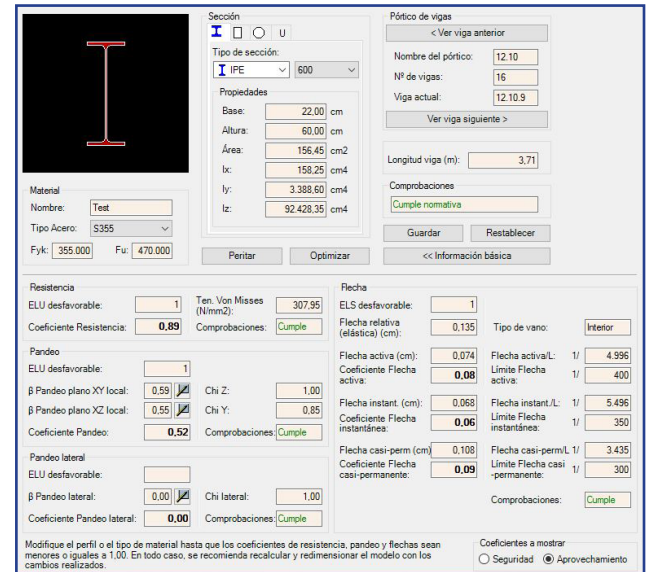 Sección
U
Tipo de sección:
IPE
600
Propiedades
Base: 22,00 cm
Altura: 60,00 cm
Área: 156,45 cm2
Ix: 158,25 cm4
Iy: 3.388,60 cm4
Iz: 92.428,35 cm4
Pórtico de vigas
< Ver viga anterior
Nombre del pórtico: 12.10
Nº de vigas: 16
Viga actual: 12.10.9
Ver viga siguiente >
Longitud viga (m): 3,71
Material
Nombre: Test
Tipo Acero: S355
Fyk: 355.000 Fu: 470.000
Comprobaciones
Cumple normativa
Guardar Restablecer
Peritar Optimizar << Información básica
Resistencia
ELU desfavorable: 1
Ten. Von Misses (N/mm2): 307,95
Coeficiente Resistencia: 0,89
Comprobaciones: Cumple
Pandeo
ELU desfavorable: 1
β Pandeo plano XY local: 0,59
Chi Z: 1,00
β Pandeo plano XZ local: 0,55
Chi Y: 0,85
Coeficiente Pandeo: 0,52
Comprobaciones: Cumple
Pandeo lateral
ELU desfavorable:
β Pandeo lateral: 0,00
Chi lateral: 1,00
Coeficiente Pandeo lateral: 0,00
Comprobaciones: Cumple
Flecha
ELS desfavorable: 1
Flecha relativa (elástica) (cm): 0,135
Tipo de vano: Interior
Flecha activa (cm): 0,074
Flecha activa/L: 1/ 4.996
Coeficiente Flecha activa: 0,08
Límite Flecha activa: 1/ 400
Flecha instant. (cm): 0,068
Flecha instant./L: 1/ 5.496
Coeficiente Flecha instantánea: 0,06
Límite Flecha instantánea: 1/ 350
Flecha casi-perm (cm) 0,108
Flecha casi-perm/L 1/ 3.435
Coeficiente Flecha casi-permanente: 0,09
Límite Flecha casi -permanente: 1/ 300
Comprobaciones: Cumple
Modifique el perfil o el tipo de material hasta que los coeficientes de resistencia, pandeo y flechas sean
menores o iguales a 1,00. En todo caso, se recomienda recalcular y redimensionar el modelo con los
cambios realizados.
Coeficientes a mostrar
Seguridad Aprovechamiento